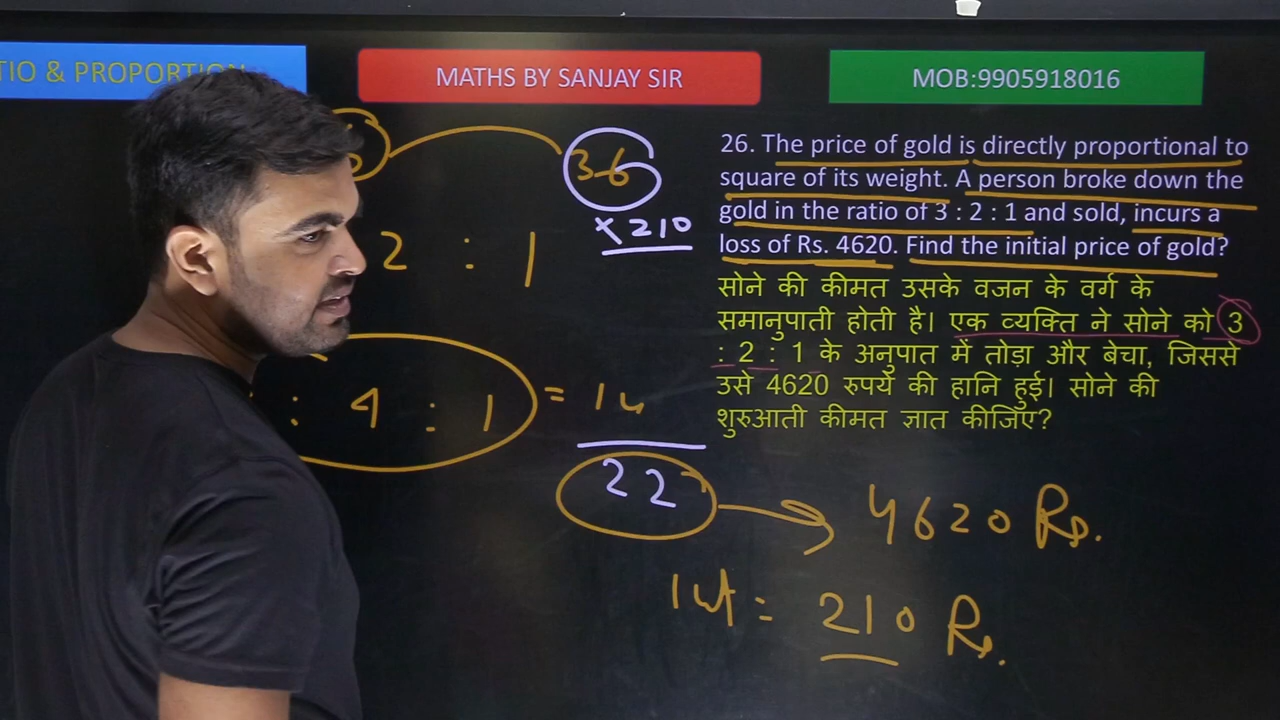 TIO & PROPORTION
MATHS BY SANJAY SIR
MOB:9905918016
36
×210
2 : 1
: 4 : 1 = 14
22
4620 Rs.
1ut = 210 Rs.
26. The price of gold is directly proportional to
square of its weight. A person broke down the
gold in the ratio of 3 : 2 : 1 and sold, incurs a
loss of Rs. 4620. Find the initial price of gold?
सोने की कीमत उसके वजन के वर्ग के
समानुपाती होती है। एक व्यक्ति ने सोने को 3
: 2 : 1 के अनुपात में तोड़ा और बेचा, जिससे
उसे 4620 रुपये की हानि हुई। सोने की
शुरुआती कीमत ज्ञात कीजिए?